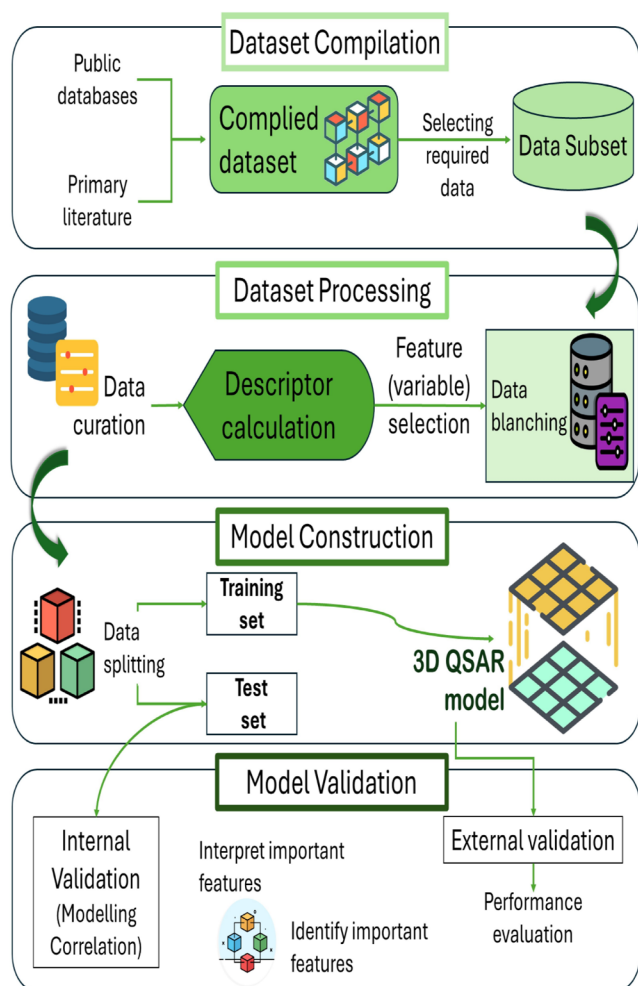 Dataset Compilation
Public
databases
Primary
literature
Complied
dataset
Selecting
required
data
Data Subset
Dataset Processing
Data
curation
Descriptor
calculation
Feature
(variable)
selection
Data
blanching
Model Construction
Data
splitting
Training
set
Test
set
3D QSAR
model
Model Validation
Internal
Validation
(Modelling
Correlation)
Interpret important
features
Identify important
features
External validation
Performance
evaluation